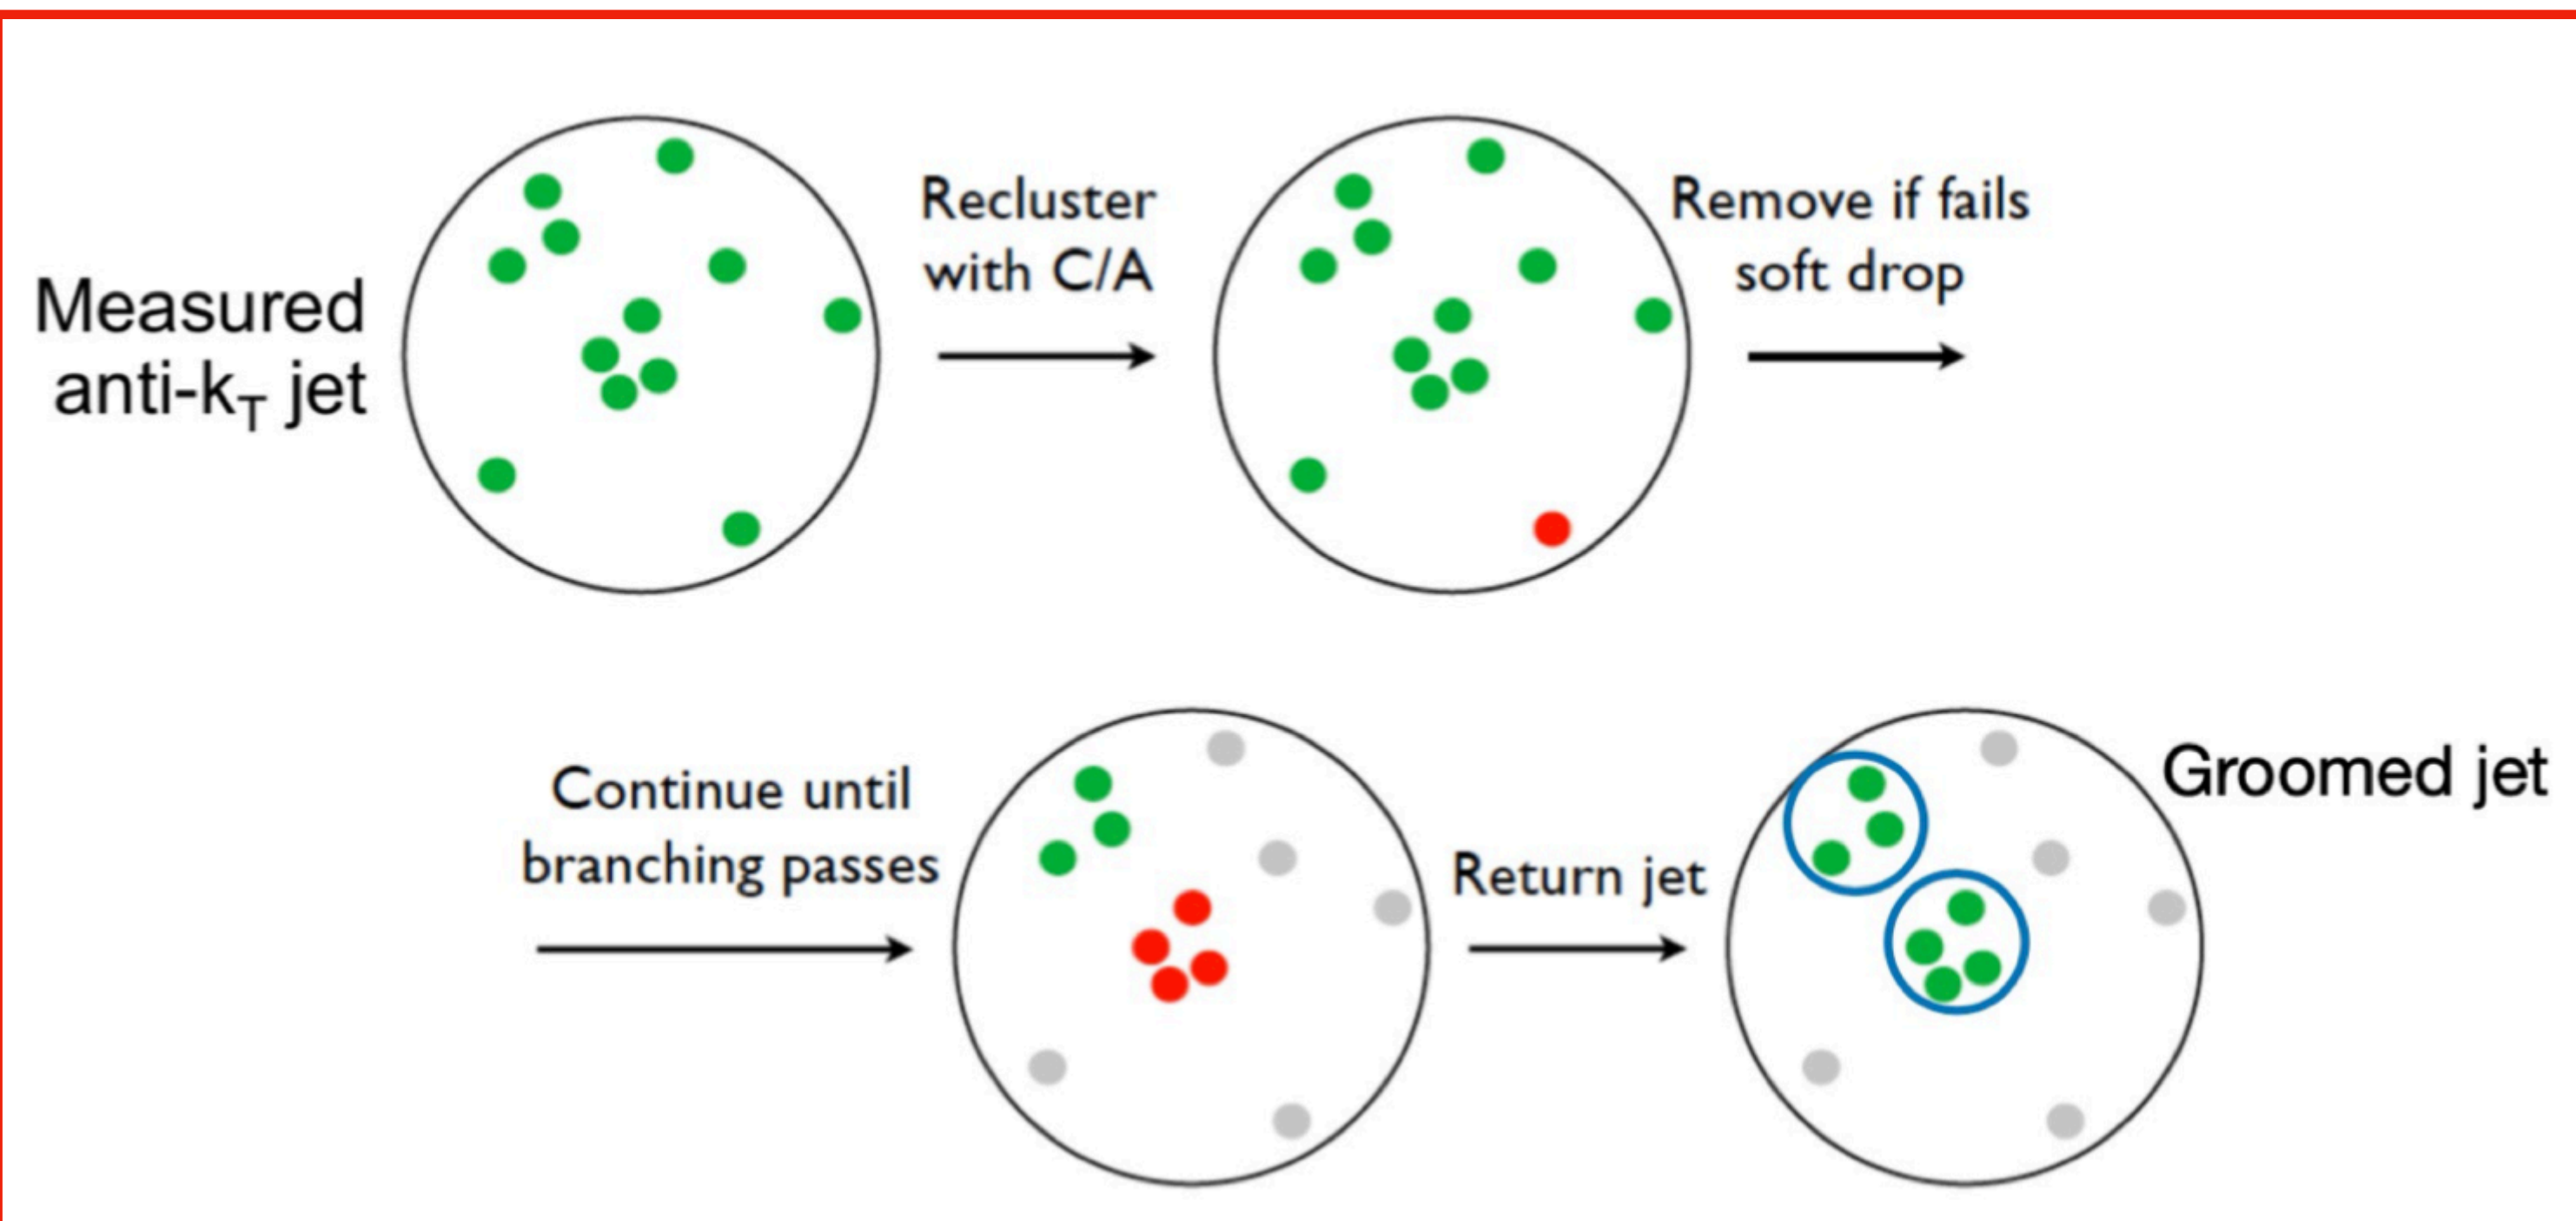 Measured
anti-kT jet
Recluster
with C/A
Remove if fails
soft drop
Continue until
branching passes
Return jet
Groomed jet